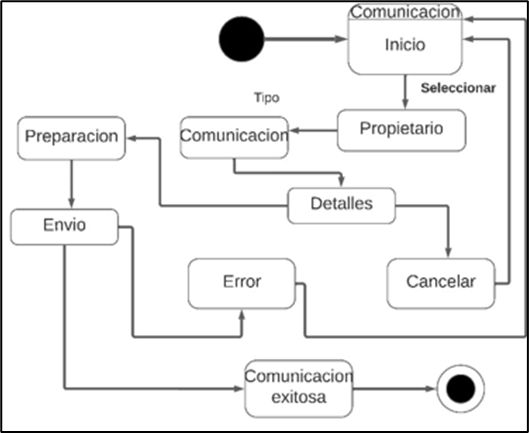 Comunicacion
Inicio
Seleccionar
Tipo
Propietario
Comunicacion
Preparacion
Detalles
Envio
Error
Cancelar
Comunicacion
exitosa